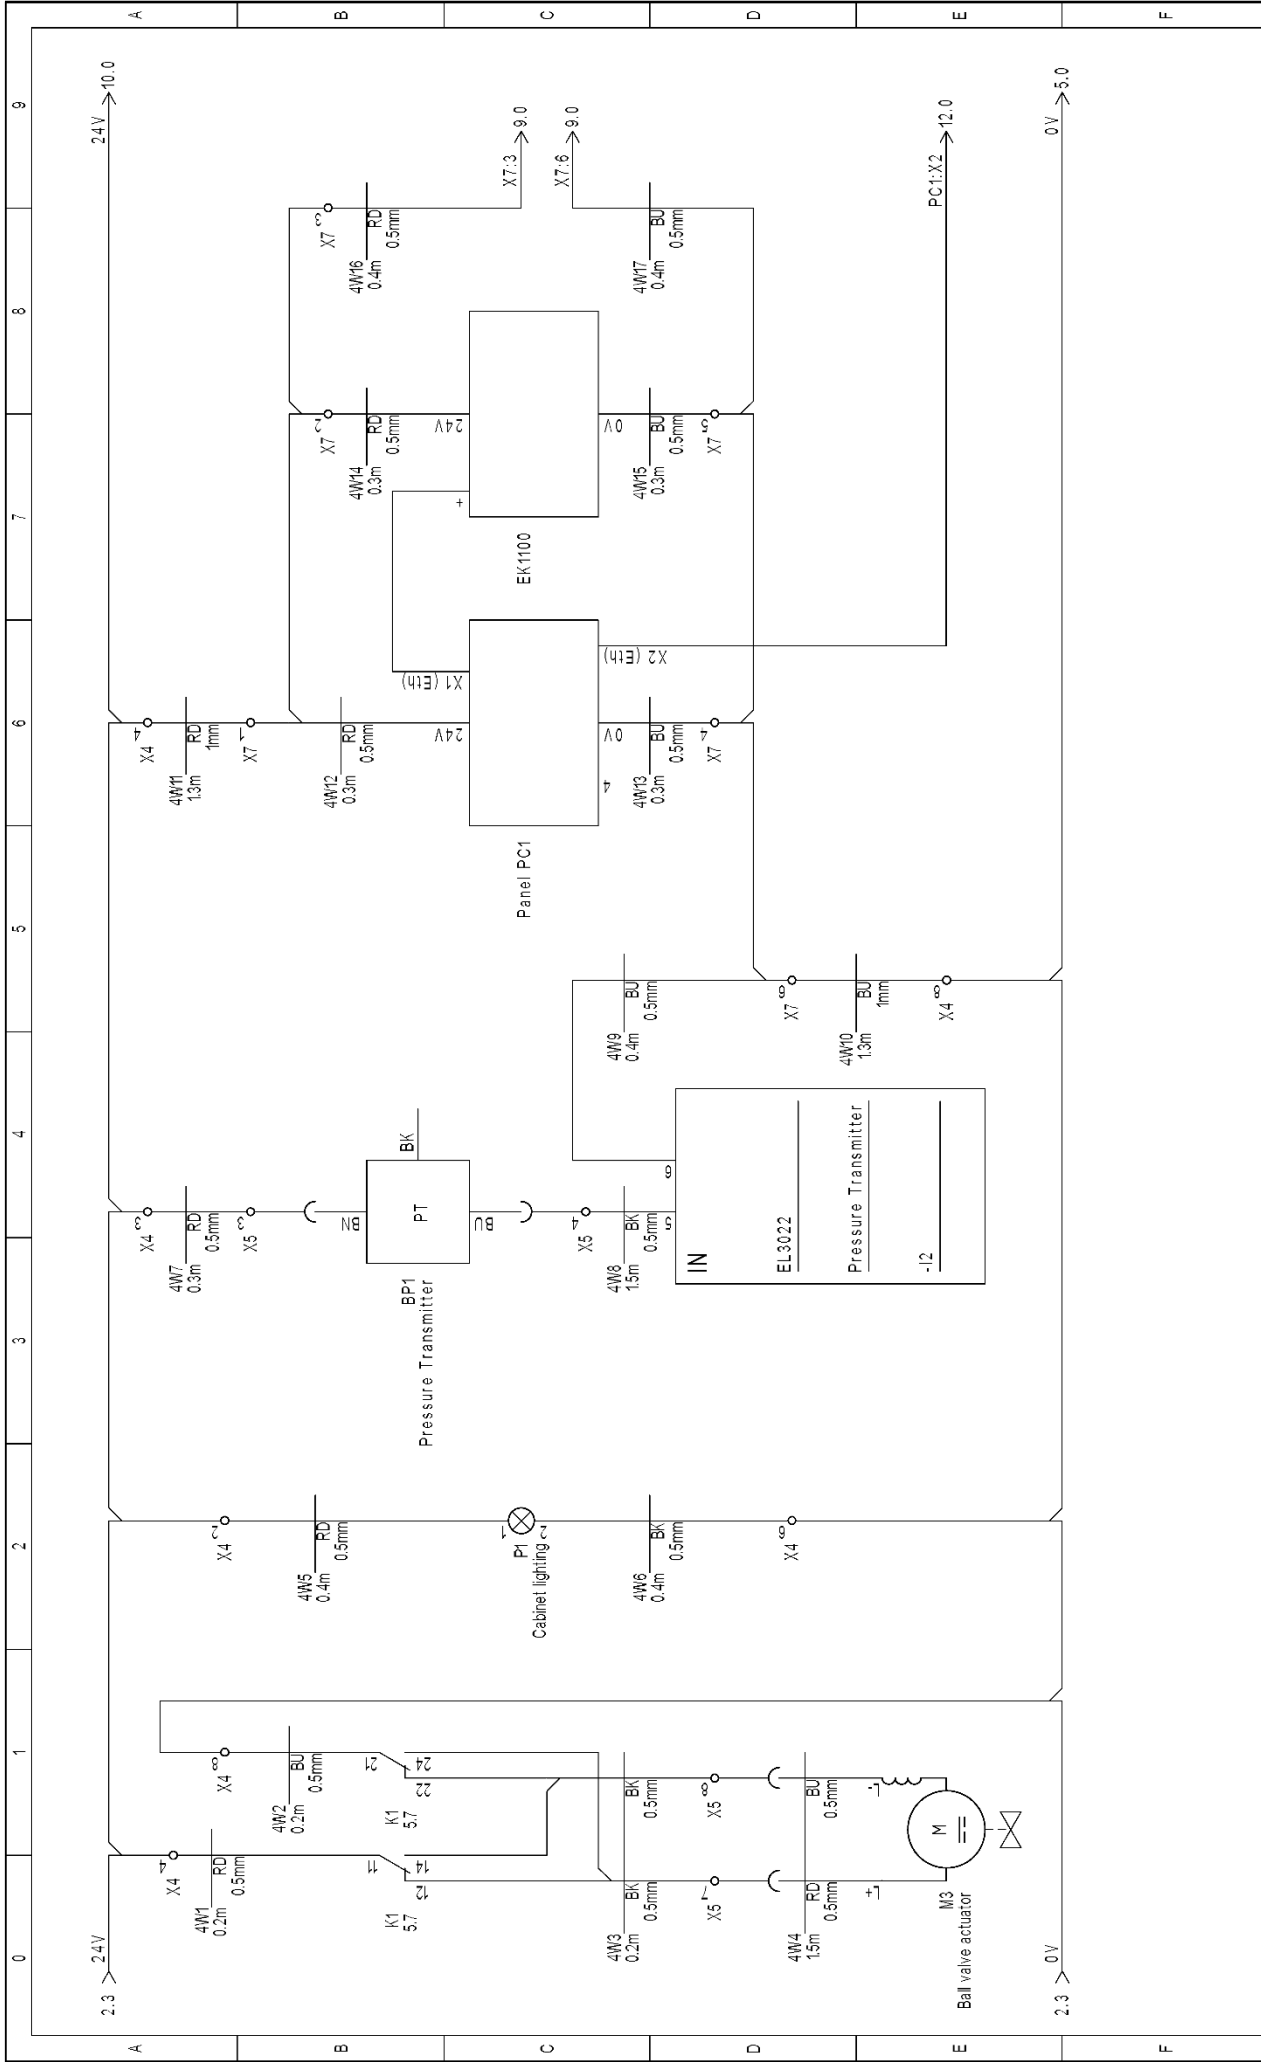 0
1
2
3
4
5
6
7
8
9
A
B
C
D
E
F
A
B
C
D
E
F
2.3
24V
24V
10.0
4
X4
4W1
0.2m
RD
0.5mm
11
14
12
K1
5.7
8
X4
4W2
0.2m
BU
0.5mm
21
24
22
K1
5.7
4W3
0.2m
BK
0.5mm
BK
0.5mm
7
X5
8
X5
4W4
1.5m
RD
0.5mm
BU
0.5mm
L+
L-
M
M3
Ball valve actuator
2.3
0V
2
X4
4W5
0.4m
RD
0.5mm
1
2
P1
Cabinet lighting
4W6
0.4m
BK
0.5mm
6
X4
3
X4
4W7
0.3m
RD
0.5mm
3
X5
BN
PT
BK
BU
BP1
Pressure Transmitter
4
X5
4W8
1.5m
BK
0.5mm
5
6
IN
EL3022
Pressure Transmitter
-I2
4W9
0.4m
BU
0.5mm
6
X7
4W10
1.3m
BU
1mm
8
X4
4
X4
4W11
1.3m
RD
1mm
1
X7
4W12
0.3m
RD
0.5mm
24V
X1 (Eth)
Panel PC1
4
0V
X2 (Eth)
4W13
0.3m
BU
0.5mm
4
X7
2
X7
4W14
0.3m
RD
0.5mm
+
24V
EK1100
0V
4W15
0.3m
BU
0.5mm
5
X7
3
X7
4W16
0.4m
RD
0.5mm
X7:3
9.0
X7:6
9.0
4W17
0.4m
BU
0.5mm
PC1:X2
12.0
0V
5.0